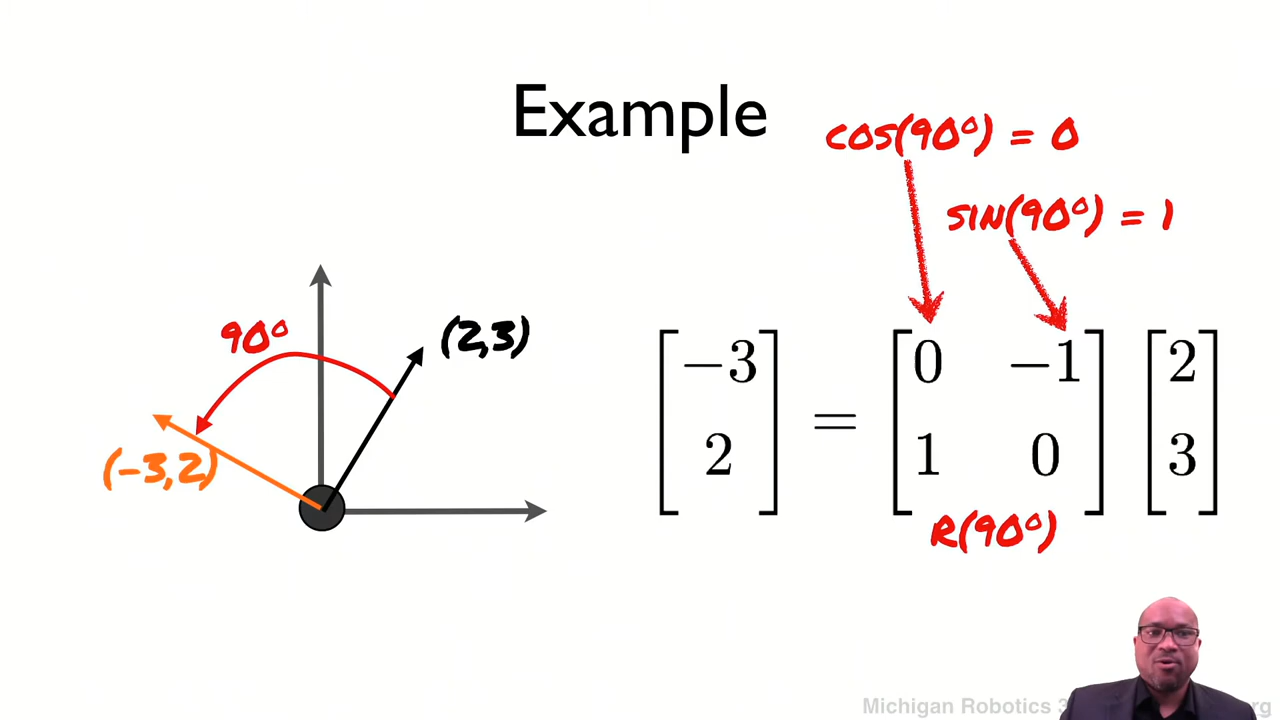 Example
cos(90°) = 0
sin(90°) = 1
90°
(2,3)
(-3,2)
[-3 2] = [0 -1 1 0] [2 3]
R(90°)
Michigan Robotics